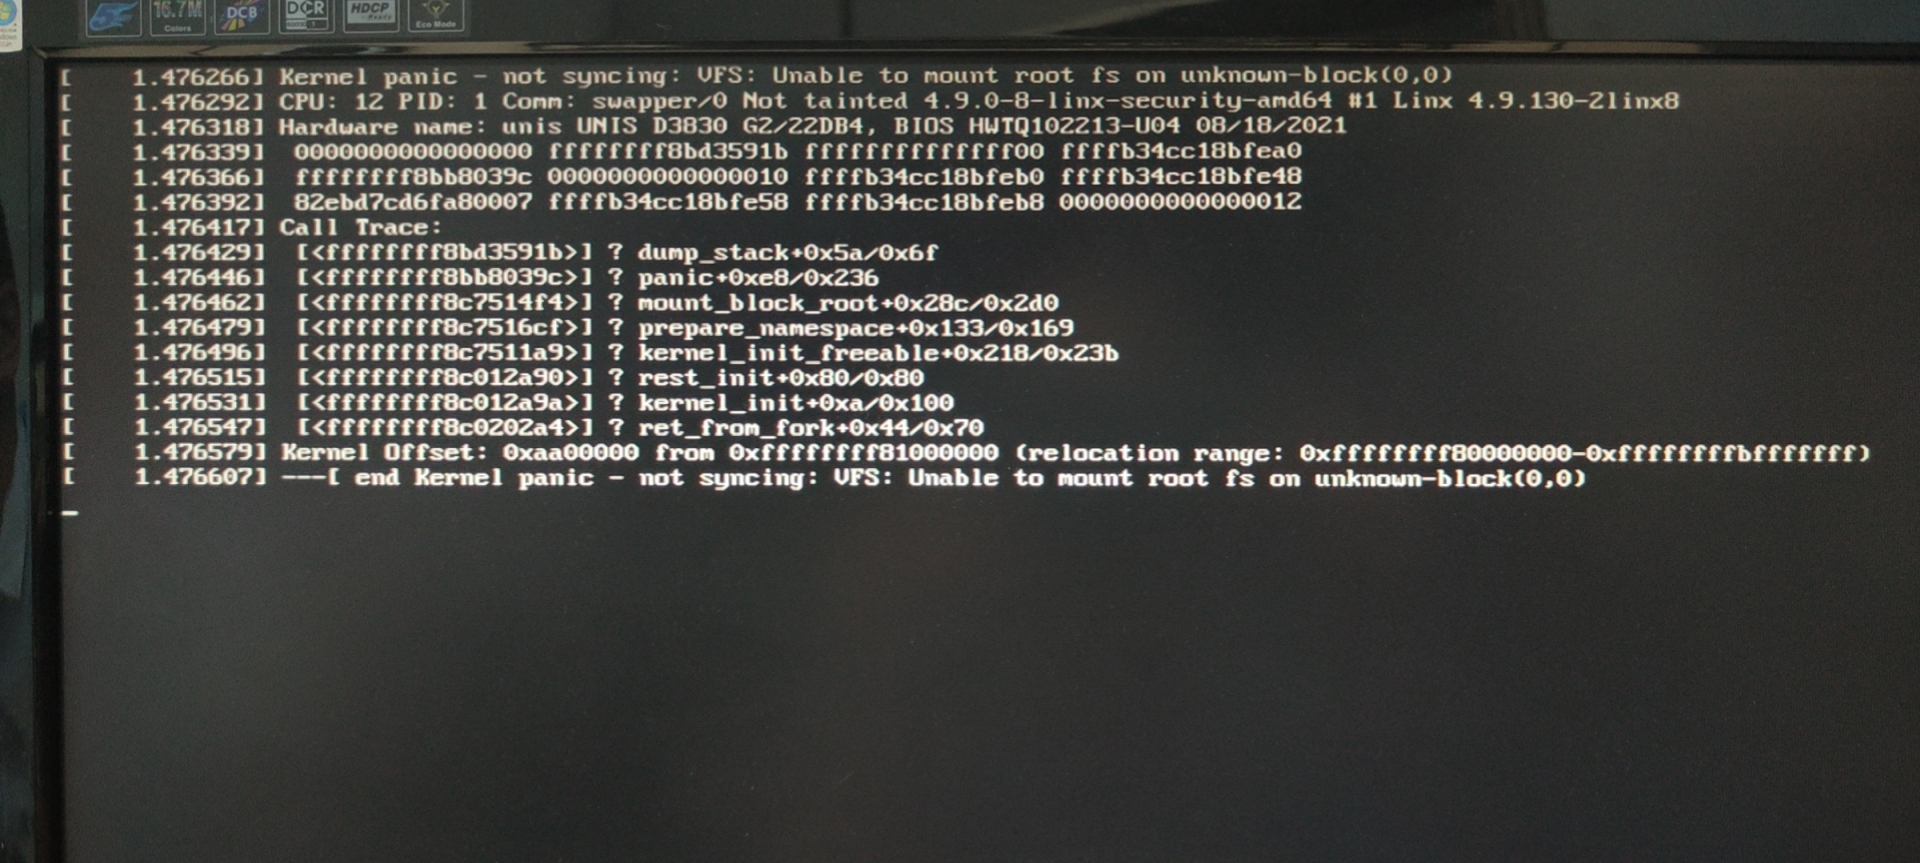 16.7M
Colors
DCB
DCR
HDCP
Ready
Eco Mode
[    1.476266] Kernel panic - not syncing: VFS: Unable to mount root fs on unknown-block(0,0)
[    1.476292] CPU: 12 PID: 1 Comm: swapper/0 Not tainted 4.9.0-8-linx-security-amd64 #1 Linx 4.9.130-2linx8
[    1.476318] Hardware name: unis UNIS D3830 G2/22DB4, BIOS HWTQ102213-U04 08/18/2021
[    1.476339]  0000000000000000 ffffffff8bd3591b ffffffffffffff00 ffffb34cc18bfea0
[    1.476366]  ffffffff8bb8039c 0000000000000010 ffffb34cc18bfeb0 ffffb34cc18bfe48
[    1.476392]  82ebd7cd6fa80007 ffffb34cc18bfe58 ffffb34cc18bfeb8 0000000000000012
[    1.476417] Call Trace:
[    1.476429]  [<ffffffff8bd3591b>] ? dump_stack+0x5a/0x6f
[    1.476446]  [<ffffffff8bb8039c>] ? panic+0xe8/0x236
[    1.476462]  [<ffffffff8c7514f4>] ? mount_block_root+0x28c/0x2d0
[    1.476479]  [<ffffffff8c7516cf>] ? prepare_namespace+0x133/0x169
[    1.476496]  [<ffffffff8c7511a9>] ? kernel_init_freeable+0x218/0x23b
[    1.476515]  [<ffffffff8c012a90>] ? rest_init+0x80/0x80
[    1.476531]  [<ffffffff8c012a9a>] ? kernel_init+0xa/0x100
[    1.476547]  [<ffffffff8c0202a4>] ? ret_from_fork+0x44/0x70
[    1.476579] Kernel Offset: 0xaa00000 from 0xffffffff81000000 (relocation range: 0xffffffff80000000-0xffffffffbfffffff)
[    1.476607] ---[ end Kernel panic - not syncing: VFS: Unable to mount root fs on unknown-block(0,0)